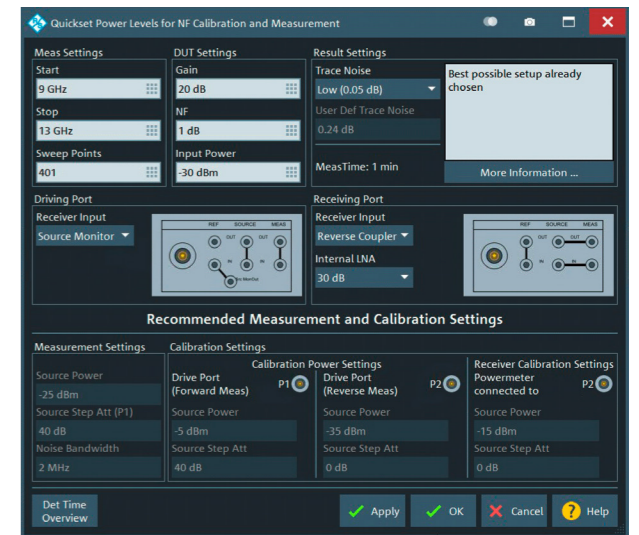 Quickset Power Levels for NF Calibration and Measurement
Meas Settings
Start
9 GHz
Stop
13 GHz
Sweep Points
401
DUT Settings
Gain
20 dB
NF
1 dB
Input Power
-30 dBm
Result Settings
Trace Noise
Low (0.05 dB)
User Def Trace Noise
0.24 dB
MeasTime: 1 min
Best possible setup already
chosen
More Information ...
Driving Port
Receiver Input
Source Monitor
REF SOURCE MEAS
OUT OUT
IN IN
Receiving Port
Receiver Input
Reverse Coupler
Internal LNA
30 dB
REF SOURCE MEAS
OUT OUT
IN IN
Recommended Measurement and Calibration Settings
Measurement Settings
Source Power
-25 dBm
Source Step Att (P1)
40 dB
Noise Bandwidth
2 MHz
Calibration Settings
Calibration Power Settings
Drive Port
(Forward Meas)
P1
Source Power
-5 dBm
Source Step Att
40 dB
Drive Port
(Reverse Meas)
P2
Source Power
-35 dBm
Source Step Att
0 dB
Receiver Calibration Settings
Powermeter
connected to
P2
Source Power
-15 dBm
Source Step Att
0 dB
Det Time
Overview
Apply
OK
Cancel
? Help